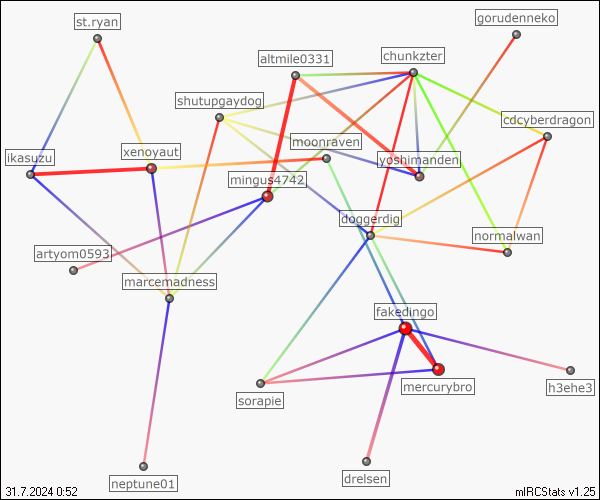 st.ryan
gorudenneko
altmile0331
chunkzter
shutupgaydog
cdcyberdragon
moonraven
xenoyaut
ikasuzu
yoshimanden
mingus4742
doggerdig
normalwan
artyom0593
marcemadness
fakedingo
mercurybro
h3ehe3
sorapie
drelsen
neptune01
31.7.2024 0:52
mIRCStats v1.25